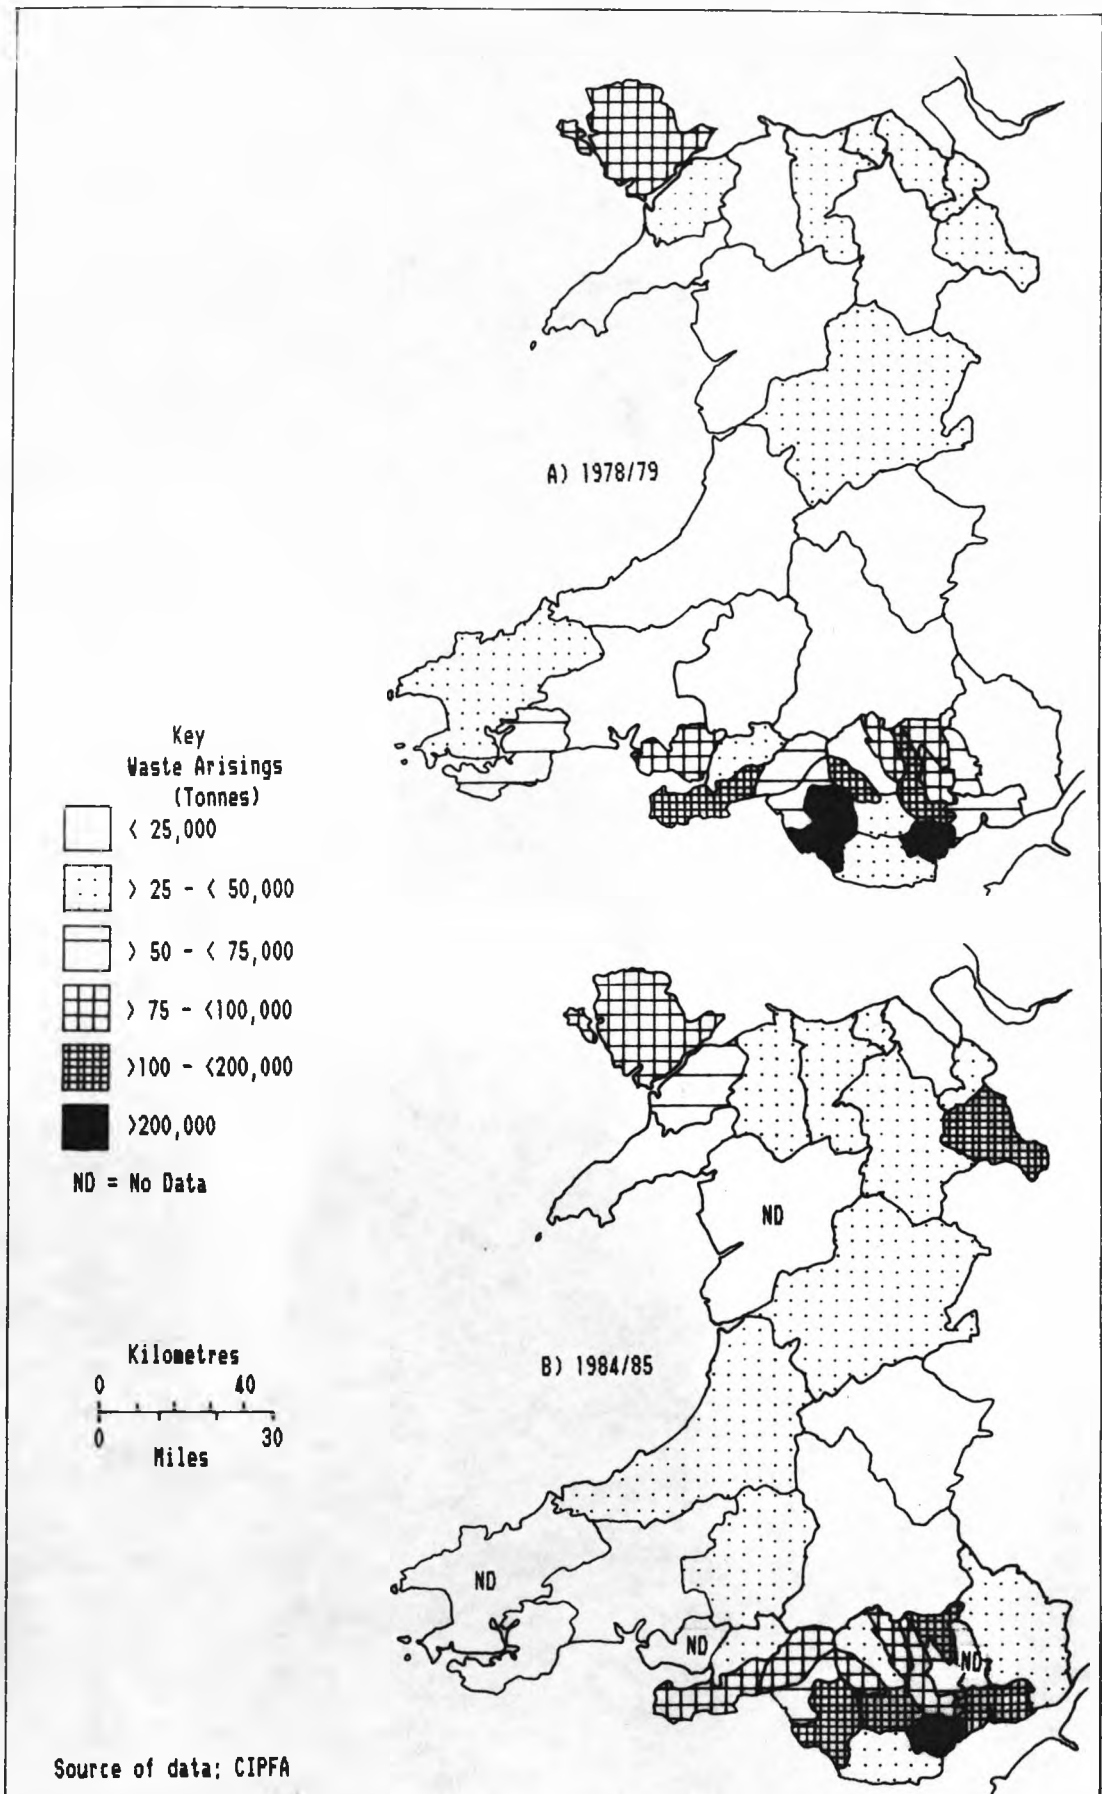 A) 1978/79
Key
Waste Arisings
(Tonnes)
< 25,000
> 25 - < 50,000
> 50 - < 75,000
> 75 - <100,000
>100 - <200,000
>200,000
ND = No Data
Kilometres
0 40
0 30
Miles
B) 1984/85
ND
ND
ND
ND
Source of data; CIPFA